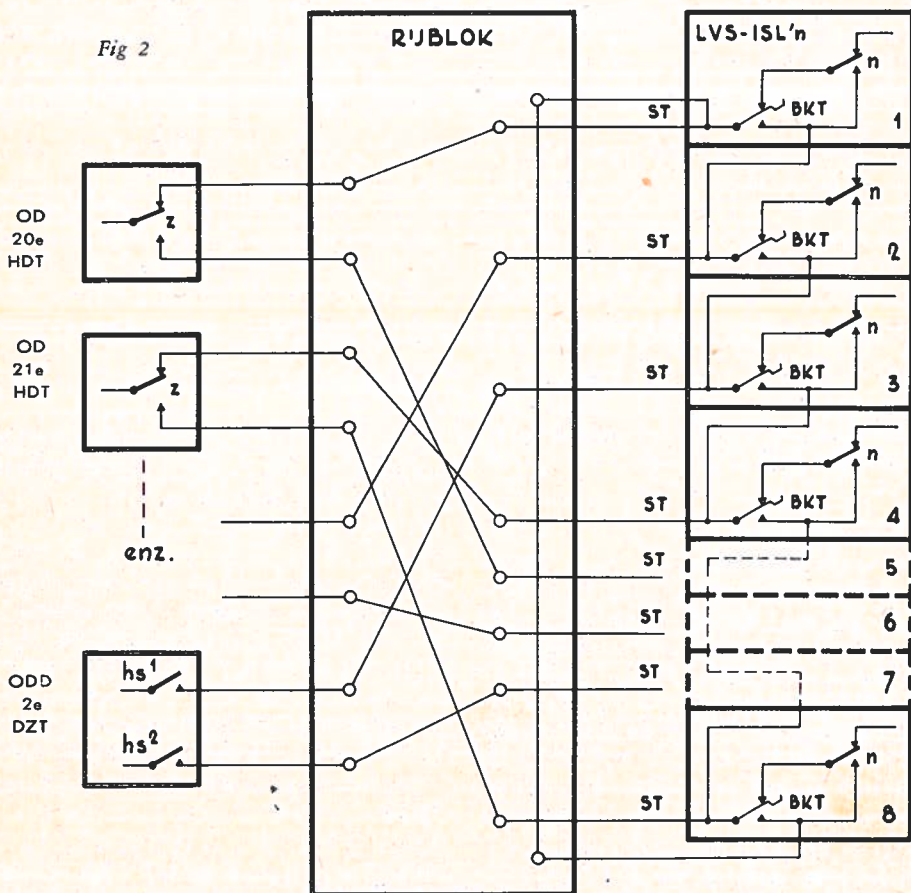 Fig 2
RIJBLOK
LVS-ISL'n
OD
20e
HDT
z
OD
21e
HDT
z
enz.
ODD
2e
DZT
hs¹
hs²
ST
BKT
n
1
ST
BKT
n
2
ST
BKT
n
3
ST
BKT
n
4
ST
5
ST
6
ST
7
ST
BKT
n
8